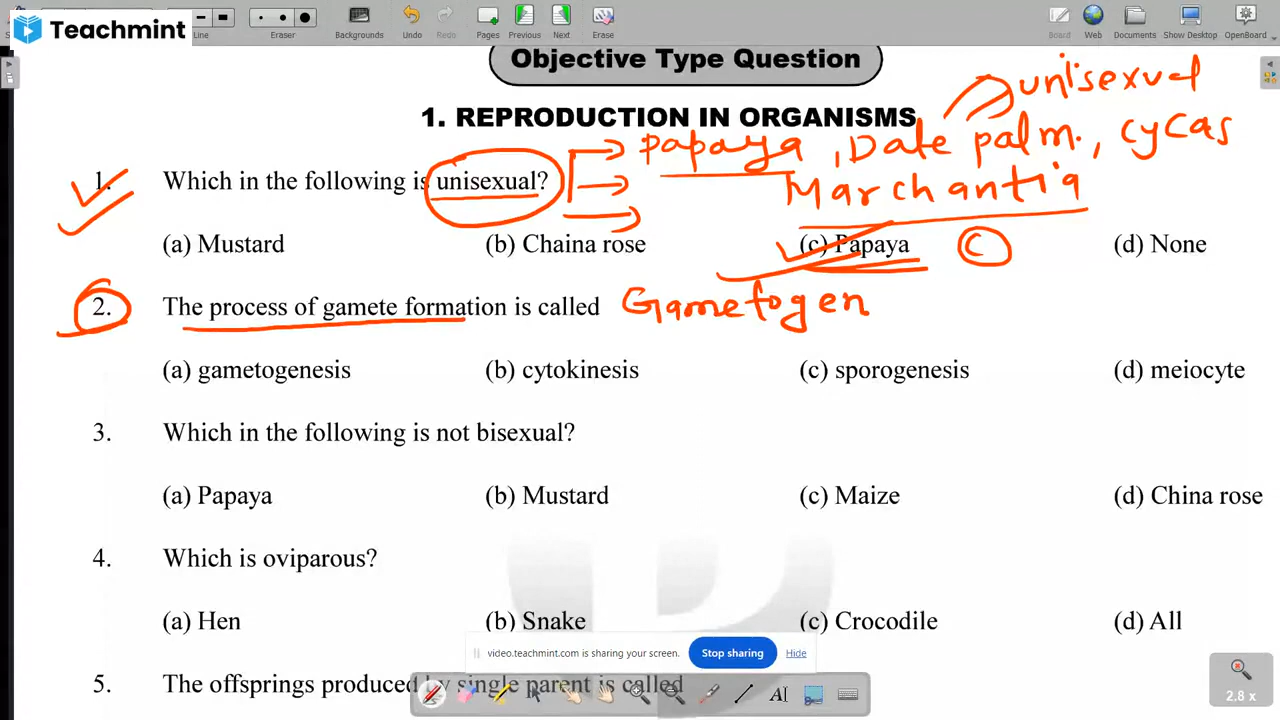 Teachmint
Line
Eraser
Backgrounds
Undo
Redo
Pages
Previous
Next
Erase
Board
Web
Documents
Show Desktop
OpenBoard
Objective Type Question
unisexual
1. REPRODUCTION IN ORGANISMS
papaya, Date palm., cycas
1. Which in the following is unisexual?
Marchantia
(a) Mustard (b) Chaina rose (c) Papaya (d) None
C
2. The process of gamete formation is called Gametogen
(a) gametogenesis (b) cytokinesis (c) sporogenesis (d) meiocyte
3. Which in the following is not bisexual?
(a) Papaya (b) Mustard (c) Maize (d) China rose
4. Which is oviparous?
(a) Hen (b) Snake (c) Crocodile (d) All
video.teachmint.com is sharing your screen. Stop sharing Hide
5. The offsprings produced by single parent is called
2.8 x